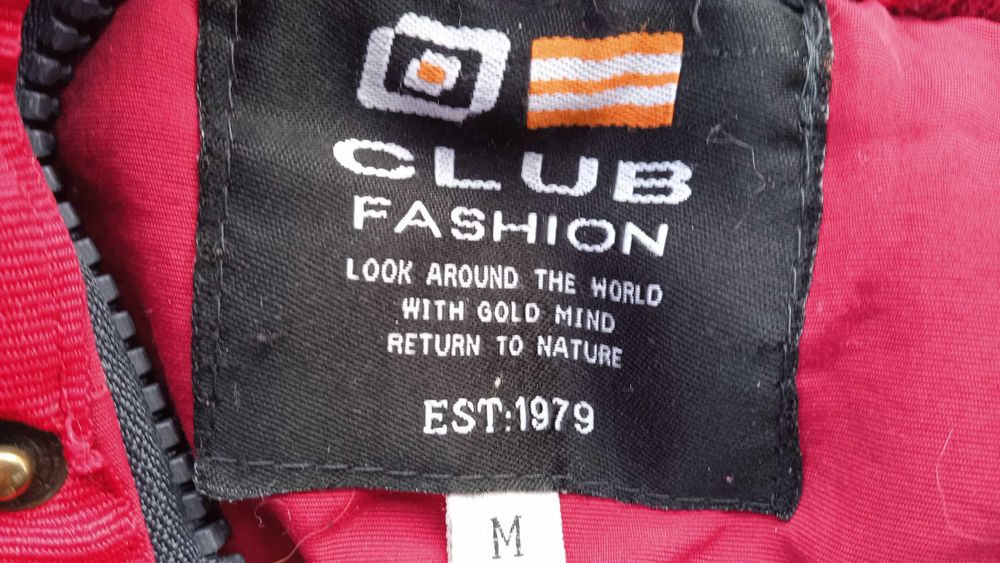 CLUB
FASHION
LOOK AROUND THE WORLD
WITH GOLD MIND
RETURN TO NATURE
EST:1979
M